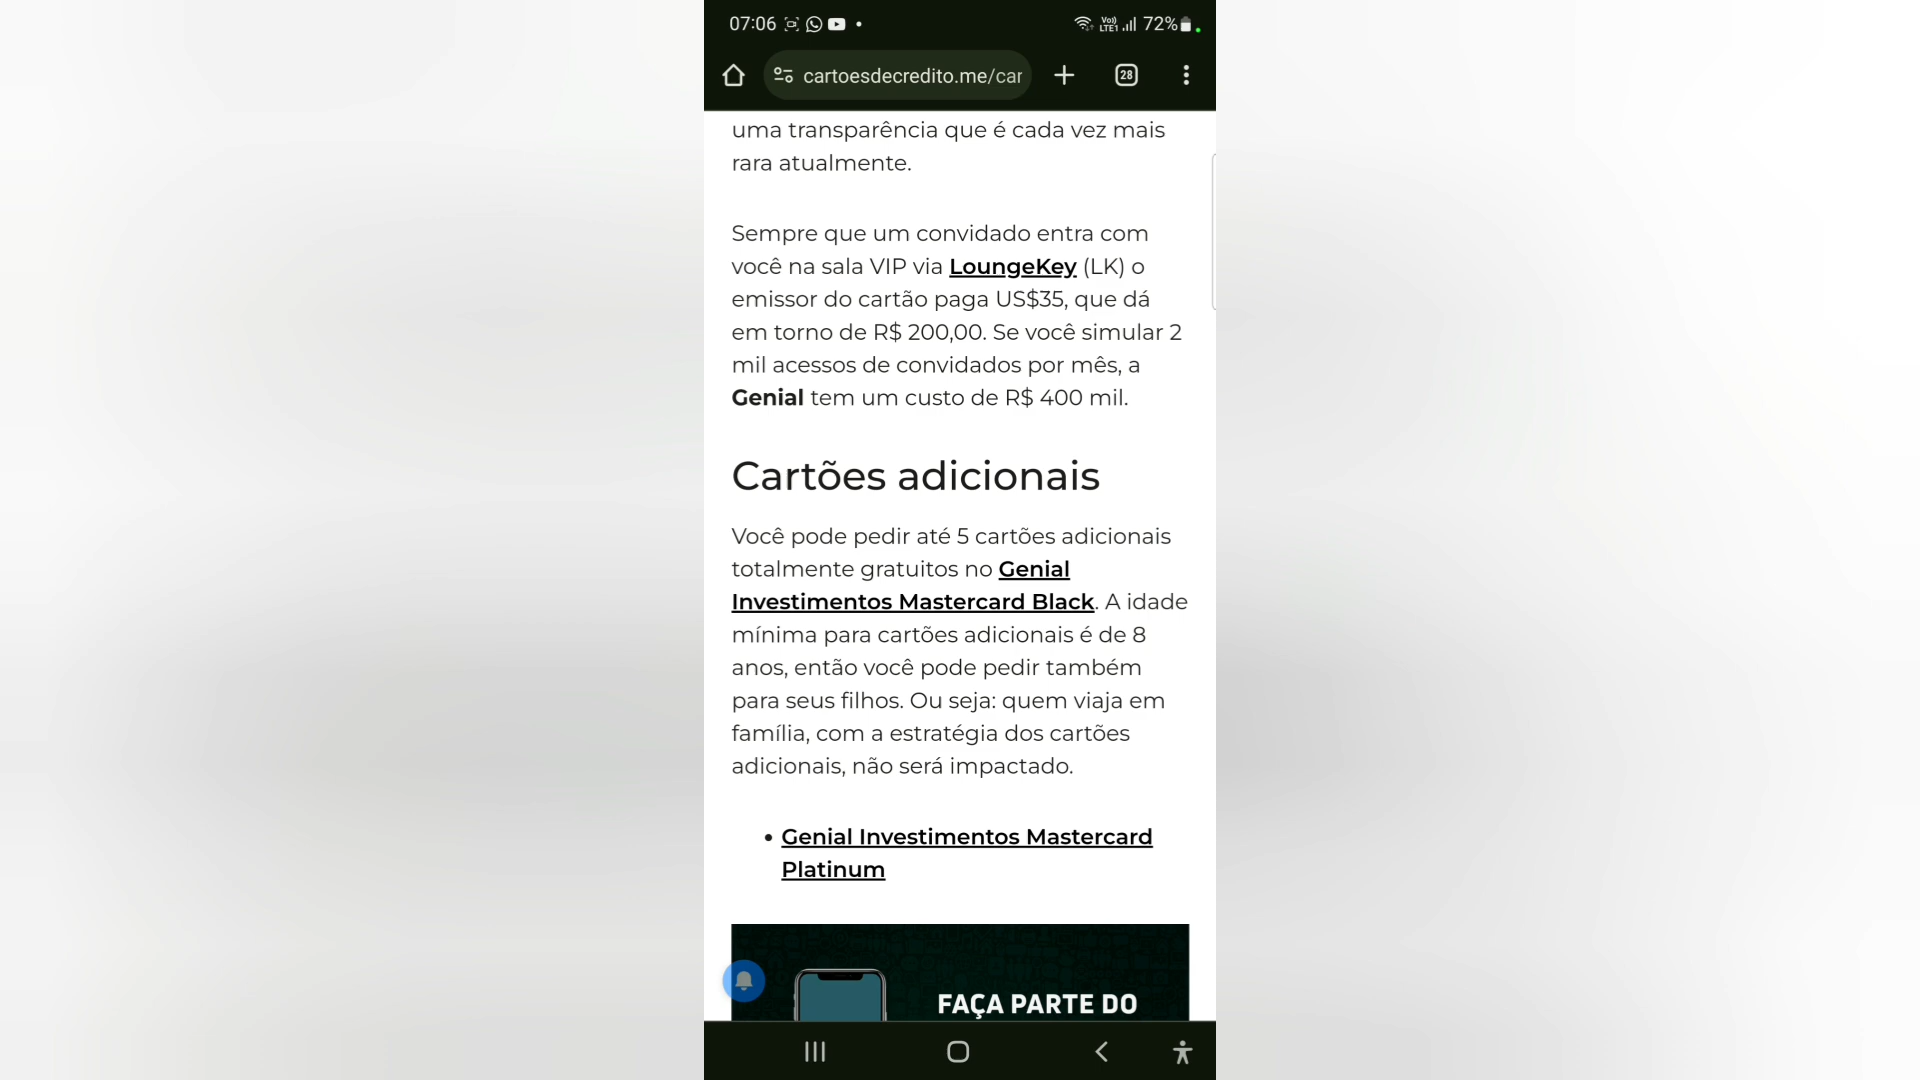 07:06
Vo))
LTE1
72%
cartoesdecredito.me/car
28
uma transparência que é cada vez mais
rara atualmente.
Sempre que um convidado entra com
você na sala VIP via LoungeKey (LK) o
emissor do cartão paga US$35, que dá
em torno de R$ 200,00. Se você simular 2
mil acessos de convidados por mês, a
Genial tem um custo de R$ 400 mil.
Cartões adicionais
Você pode pedir até 5 cartões adicionais
totalmente gratuitos no Genial
Investimentos Mastercard Black. A idade
mínima para cartões adicionais é de 8
anos, então você pode pedir também
para seus filhos. Ou seja: quem viaja em
família, com a estratégia dos cartões
adicionais, não será impactado.
• Genial Investimentos Mastercard
Platinum
FAÇA PARTE DO